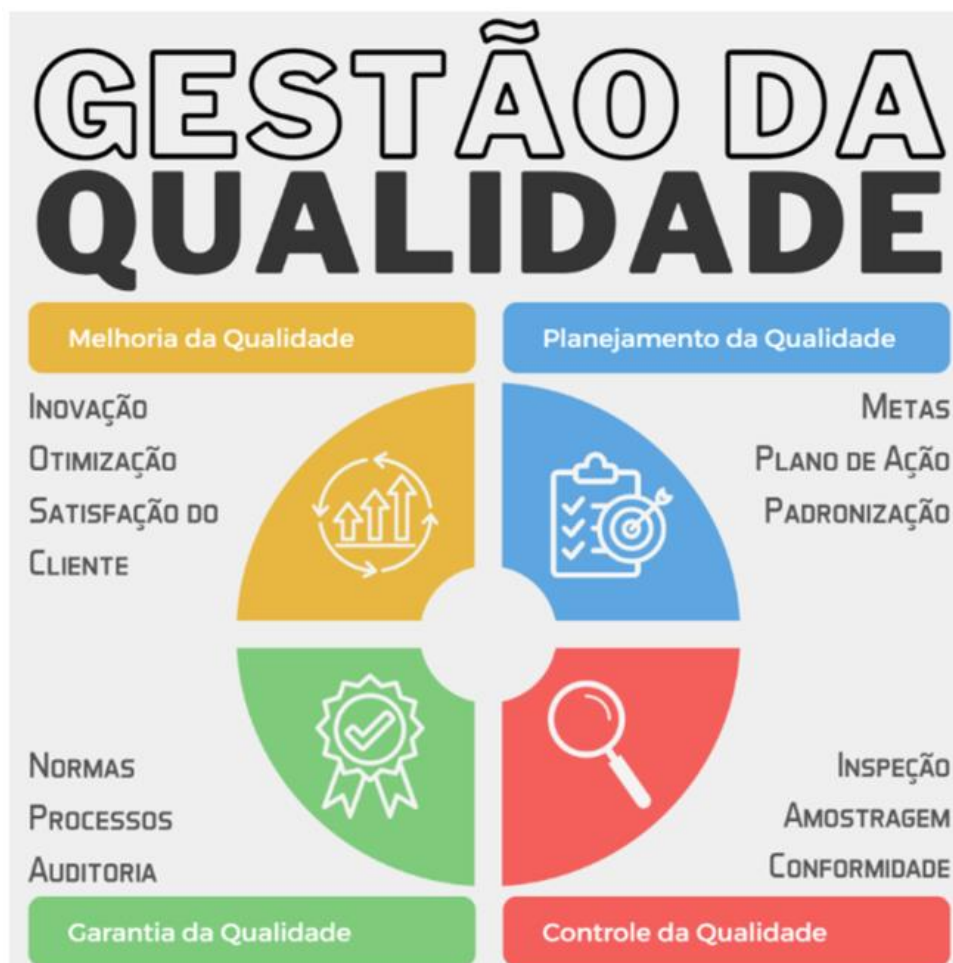 GESTÃO DA
QUALIDADE
Melhoria da Qualidade
Inovação
Otimização
Satisfação do
Cliente
Planejamento da Qualidade
Metas
Plano de Ação
Padronização
Normas
Processos
Auditoria
Garantia da Qualidade
Inspeção
Amostragem
Conformidade
Controle da Qualidade